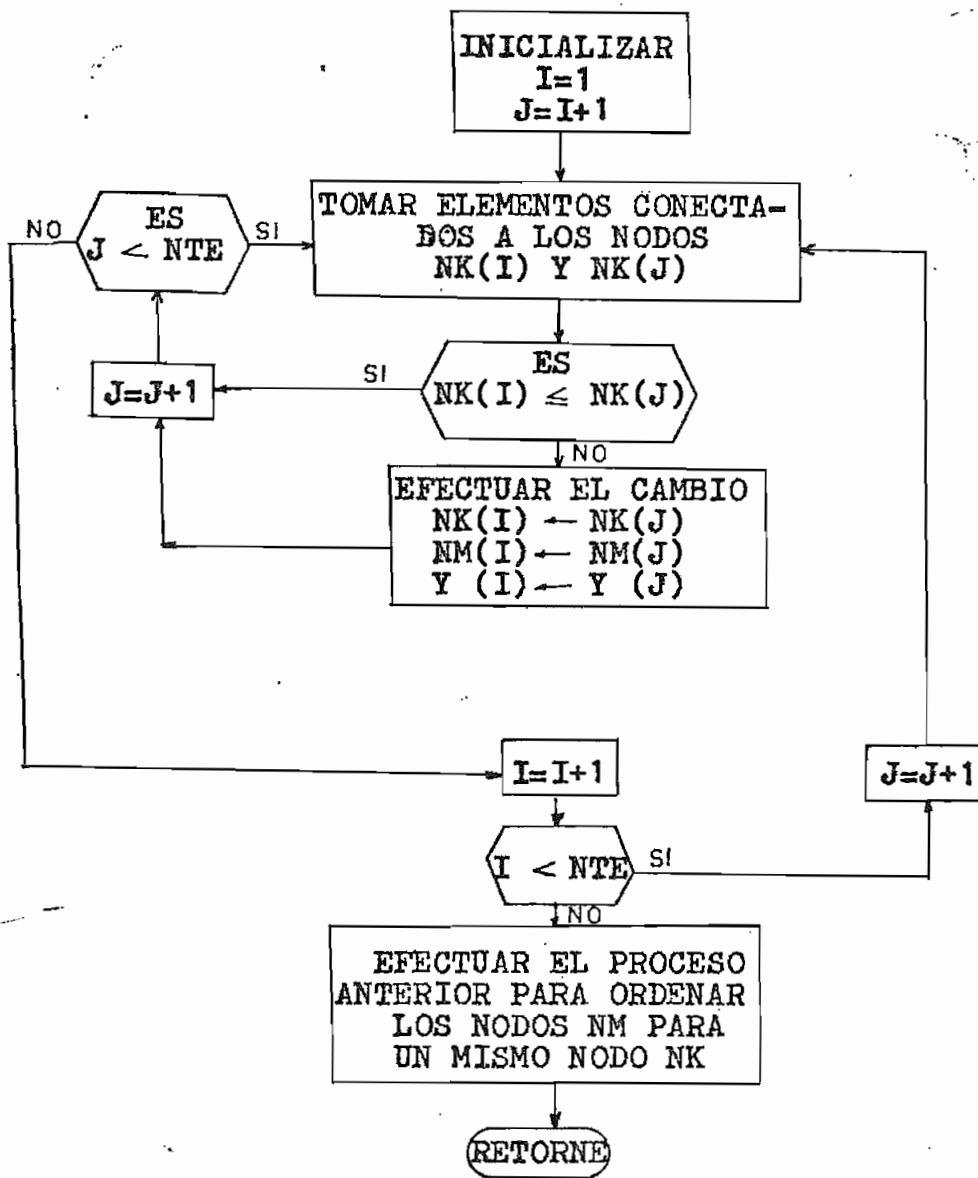 INICIALIZAR
I=1
J=I+1
TOMAR ELEMENTOS CONECTA-
DOS A LOS NODOS
NK(I) Y NK(J)
NO
ES
J < NTE
SI
ES
NK(I) ≤ NK(J)
SI
J=J+1
NO
EFECTUAR EL CAMBIO
NK(I) ← NK(J)
NM(I) ← NM(J)
Y (I) ← Y (J)
I=I+1
J=J+1
I < NTE
SI
NO
EFECTUAR EL PROCESO
ANTERIOR PARA ORDENAR
LOS NODOS NM PARA
UN MISMO NODO NK
RETORNE